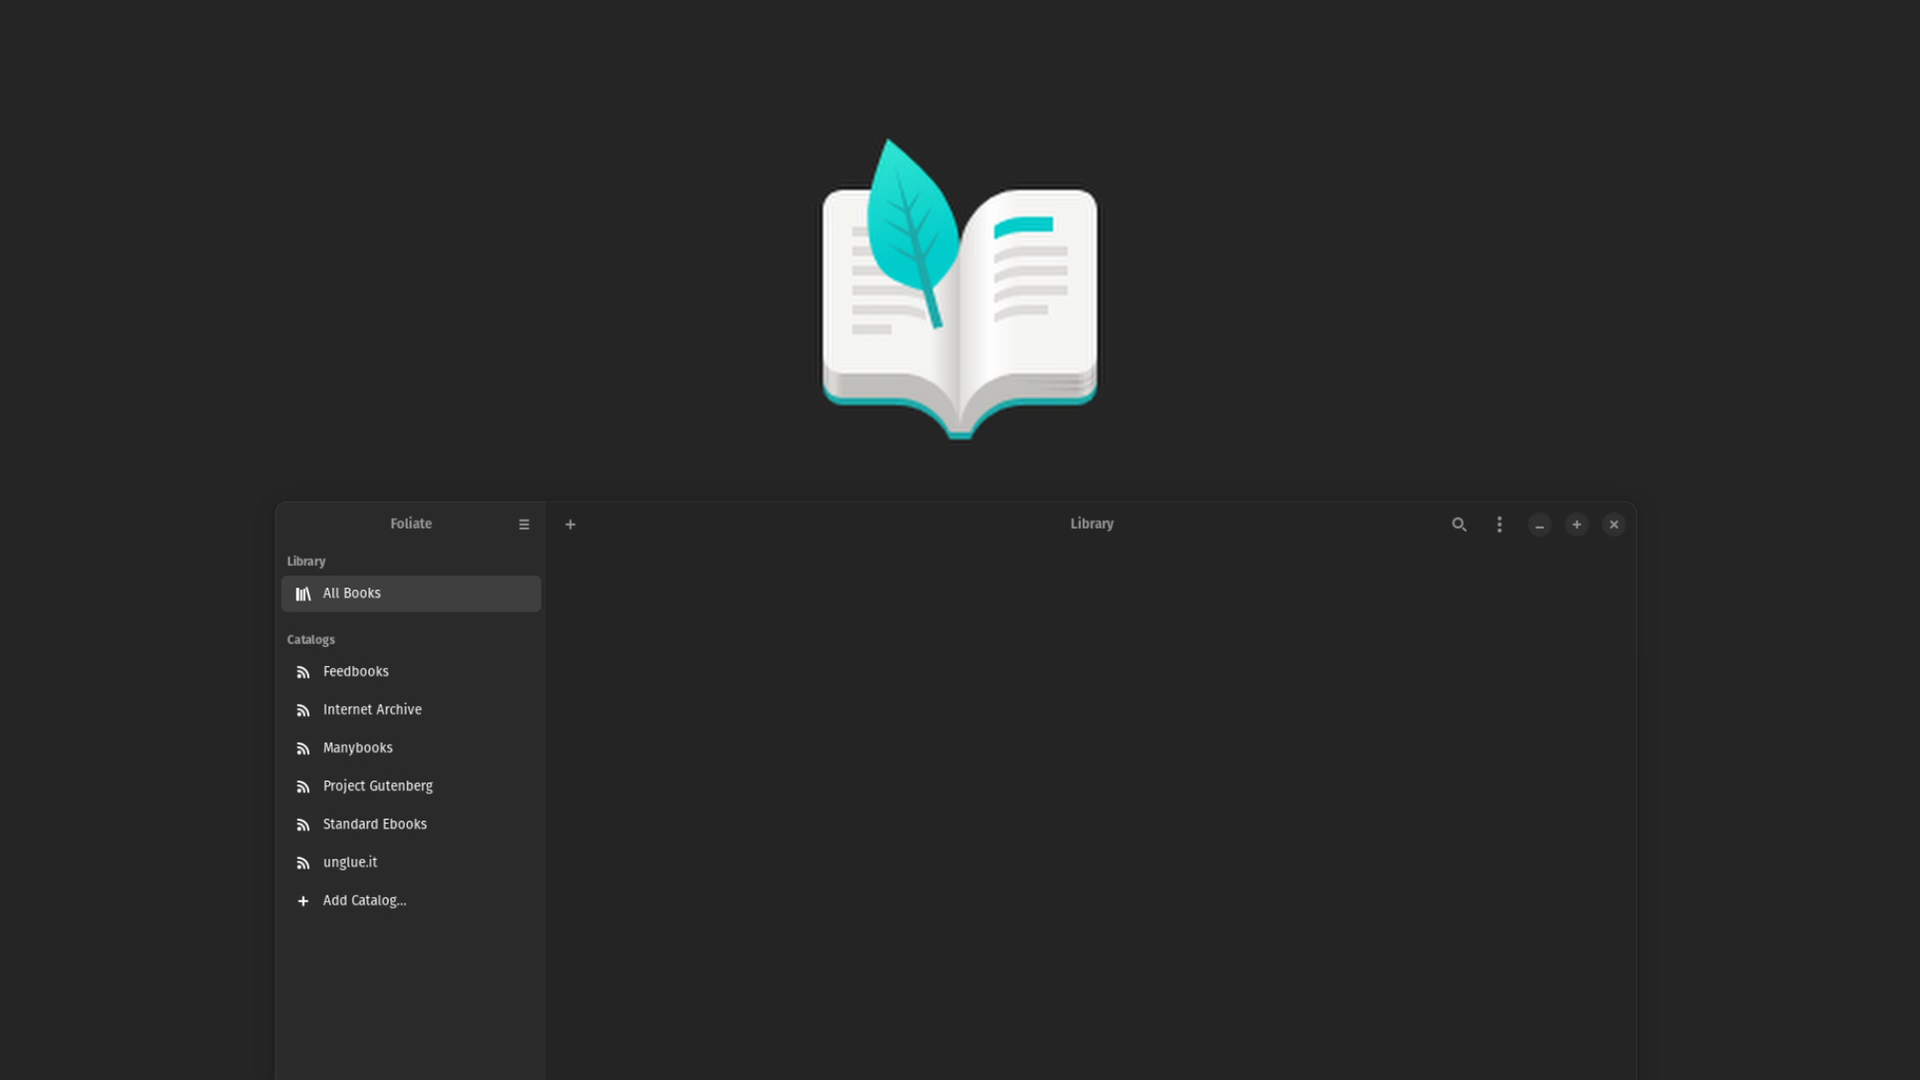 Foliate
Library
Library
All Books
Catalogs
Feedbooks
Internet Archive
Manybooks
Project Gutenberg
Standard Ebooks
unglue.it
Add Catalog...